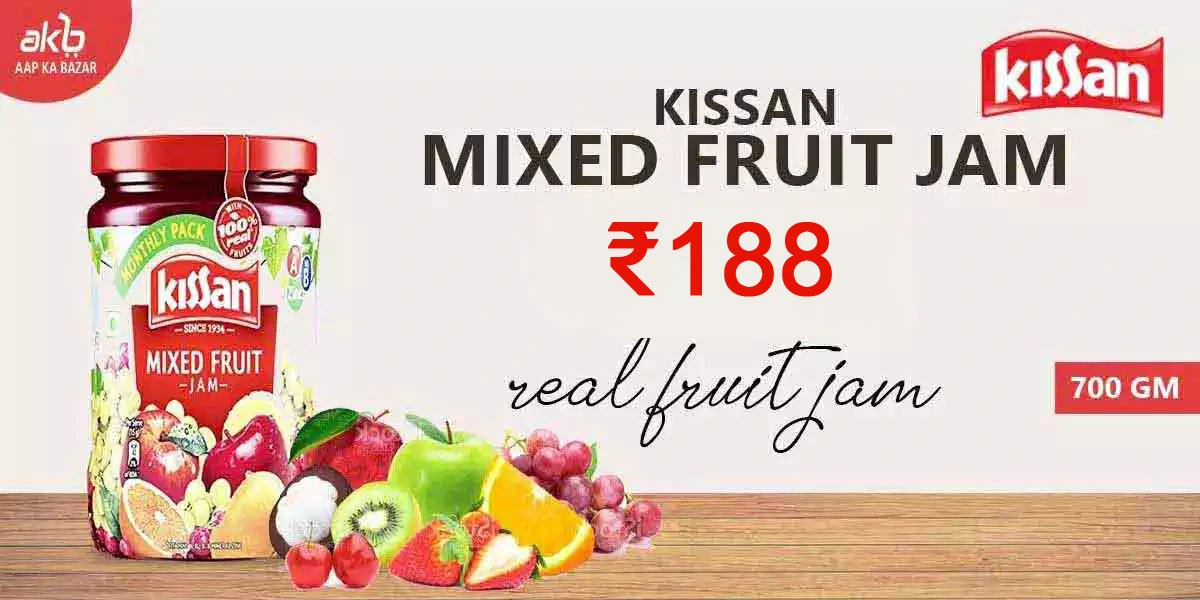 akb
AAP KA BAZAR
kissan
KISSAN
MIXED FRUIT JAM
₹188
real fruit jam
700 GM
kissan
MONTHLY PACK
WITH
100%
real
FRUITS
kissan
SINCE 1934
MIXED FRUIT
JAM